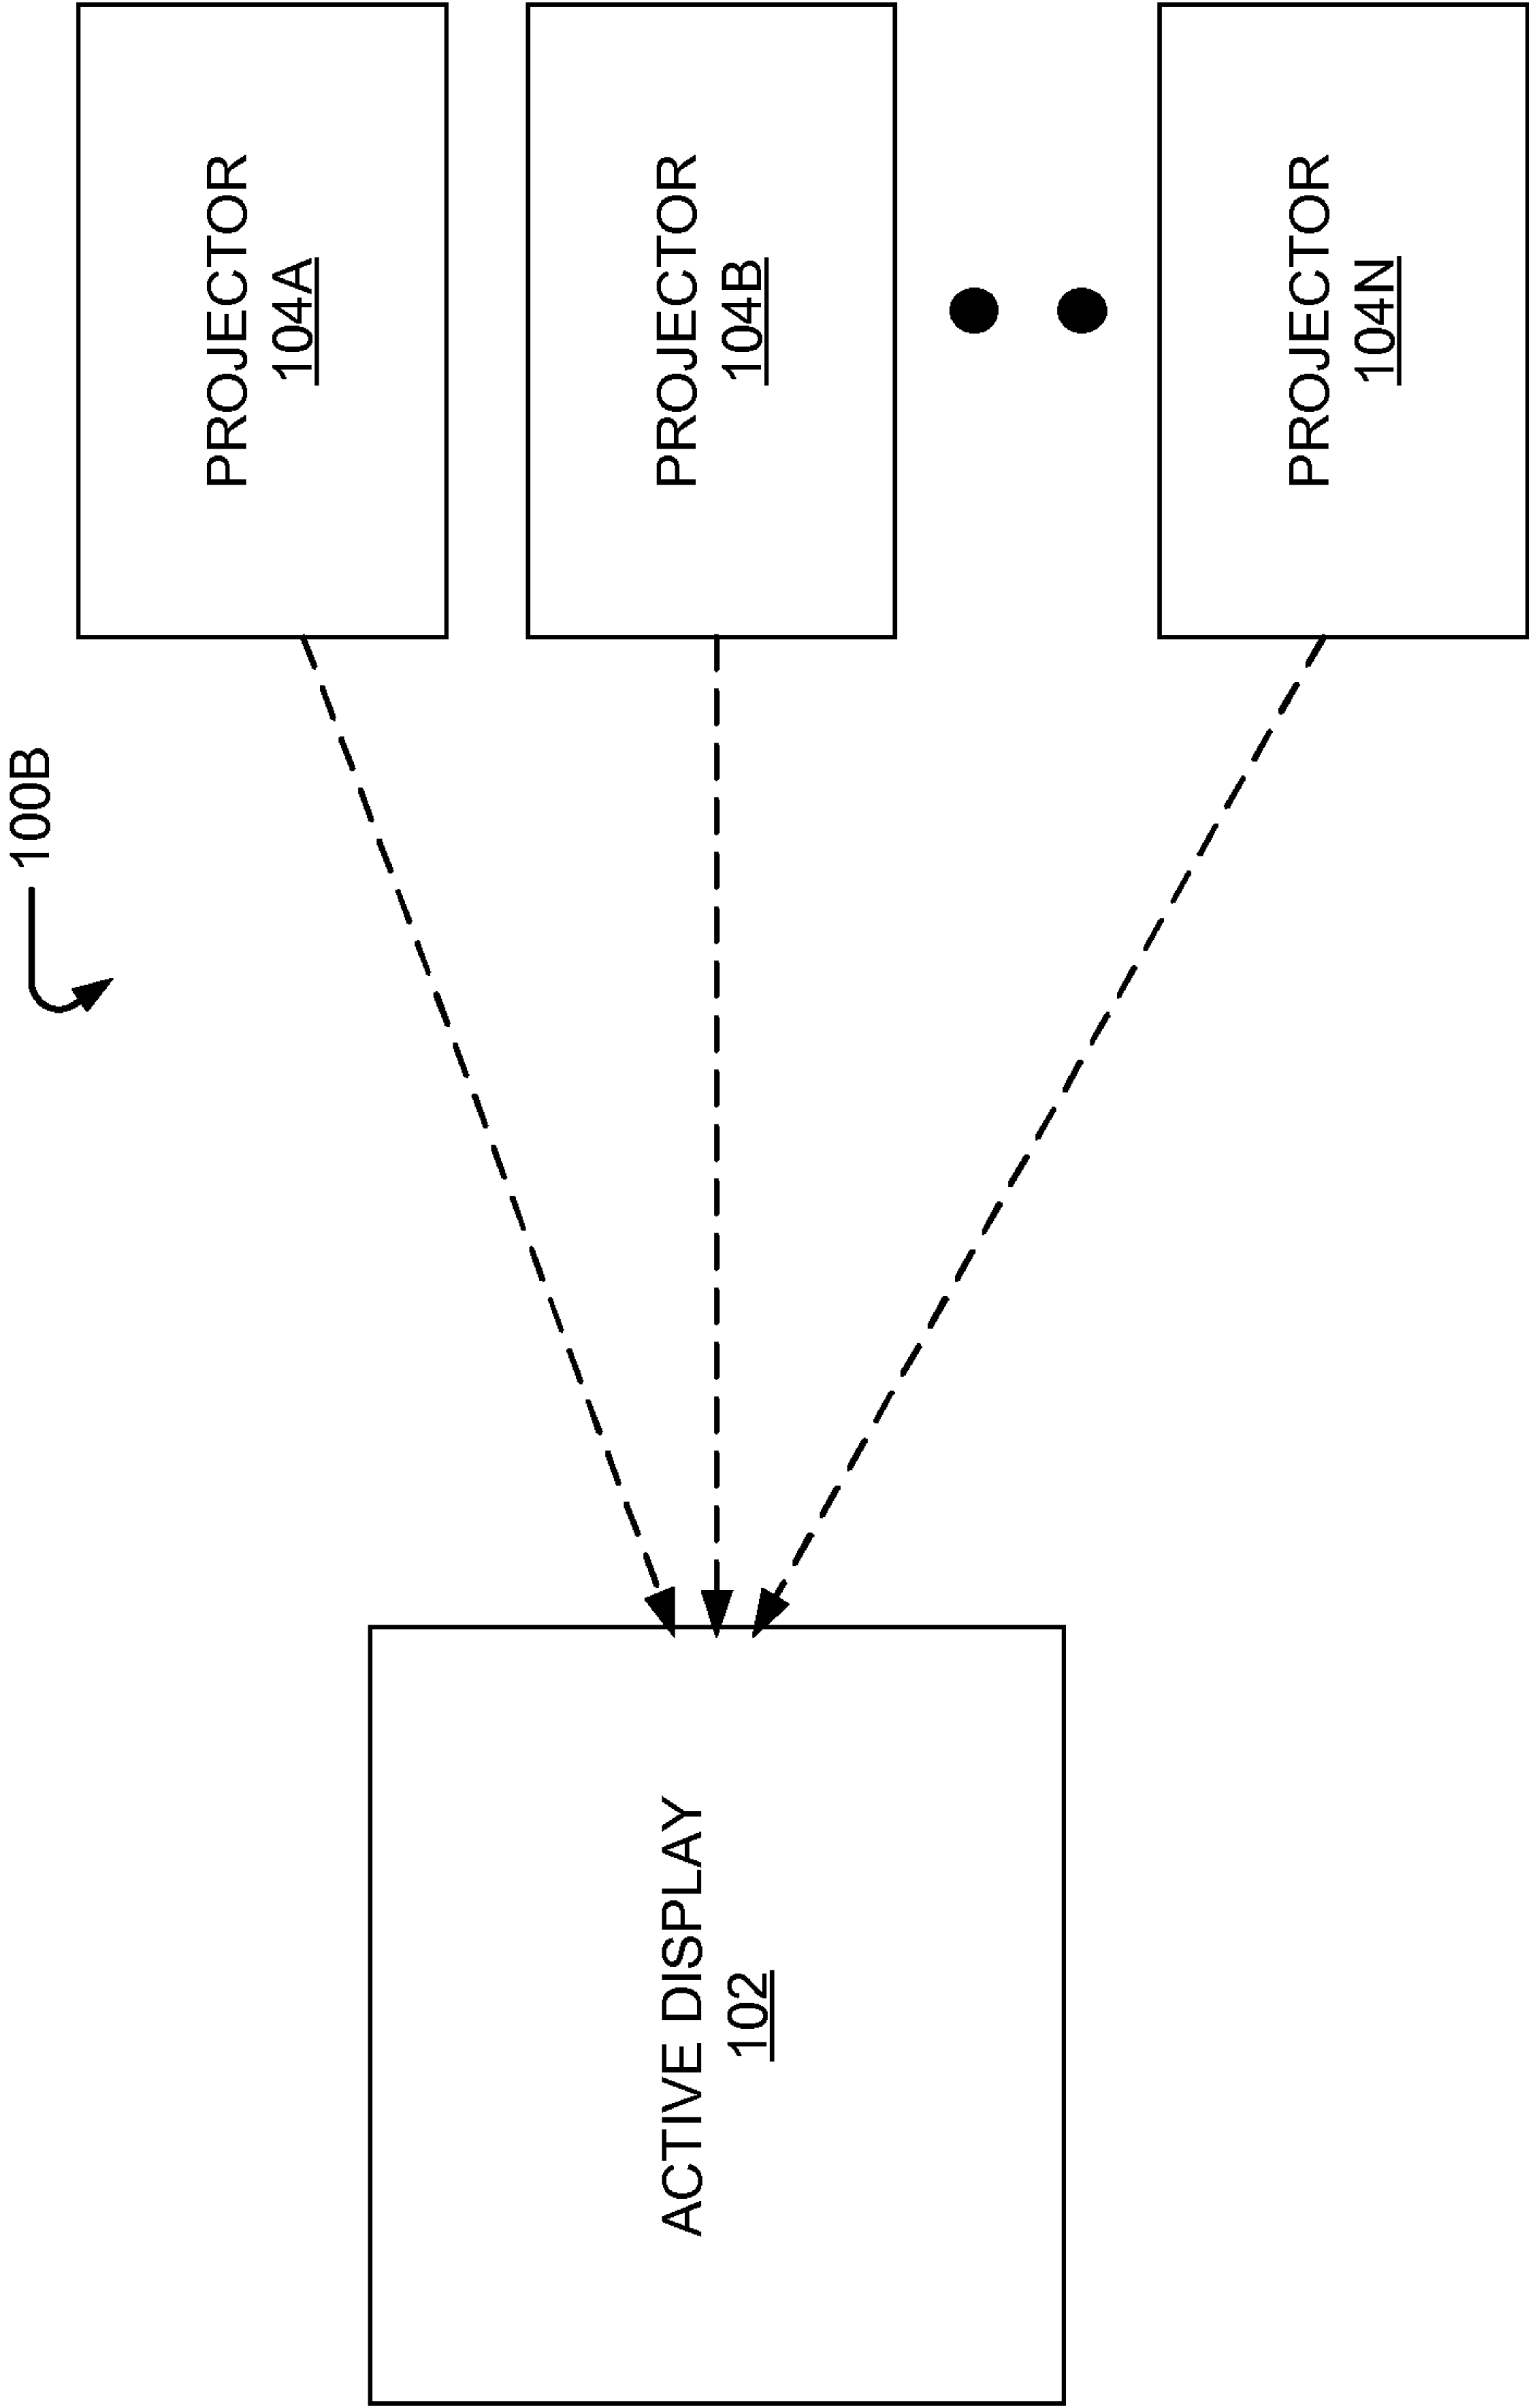 100B
PROJECTOR
104A
PROJECTOR
104B
PROJECTOR
104N
ACTIVE DISPLAY
102